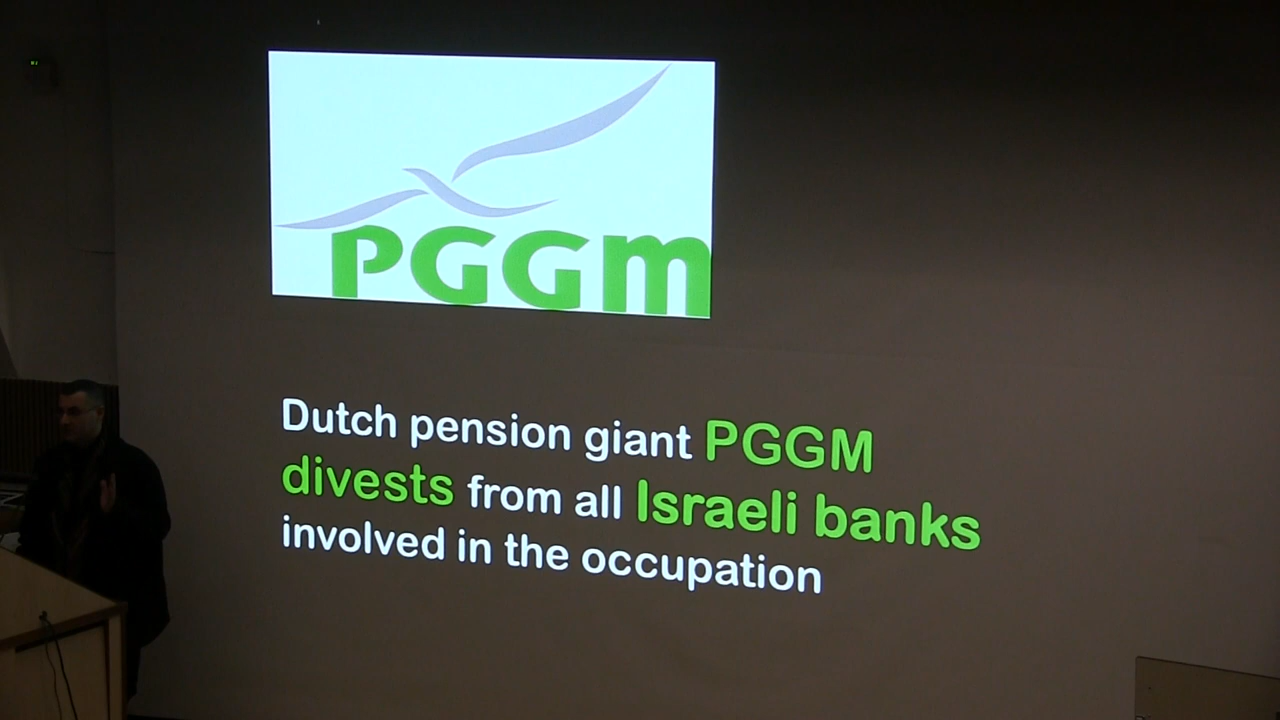 PGGM
Dutch pension giant PGGM
divests from all Israeli banks
involved in the occupation